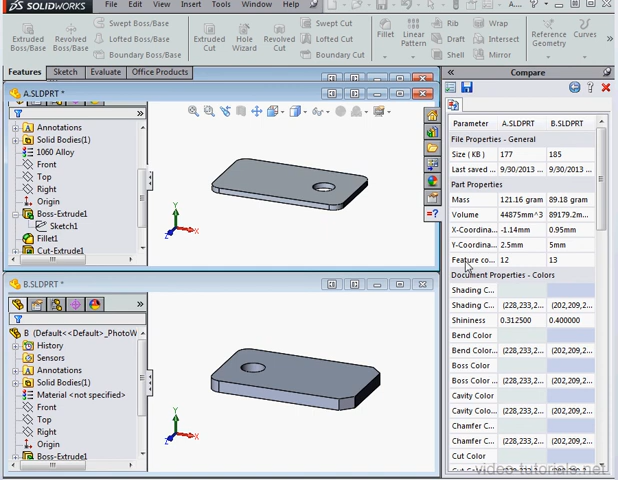 SOLIDWORKS
File Edit View Insert Tools Window Help
Extruded Boss/Base
Revolved Boss/Base
Swept Boss/Base
Lofted Boss/Base
Boundary Boss/Base
Extruded Cut
Hole Wizard
Revolved Cut
Swept Cut
Lofted Cut
Boundary Cut
Fillet
Linear Pattern
Rib
Draft
Shell
Wrap
Intersect
Mirror
Reference Geometry
Curves
Features Sketch Evaluate Office Products
A.SLDPRT *
Annotations
Solid Bodies(1)
1060 Alloy
Front
Top
Right
Origin
Boss-Extrude1
Sketch1
Fillet1
Cut-Extrude1
Y
X
B.SLDPRT *
B (Default<<Default>_PhotoW
History
Sensors
Annotations
Solid Bodies(1)
Material <not specified>
Front
Top
Right
Origin
Boss-Extrude1
Y
X
Compare
Parameter A.SLDPRT B.SLDPRT
File Properties - General
Size ( KB ) 177 185
Last saved ... 9/30/2013 ... 9/30/2013 ...
Part Properties
Mass 121.16 gram 89.18 gram
Volume 44875mm^3 89179.2m...
X-Coordina... -1.14mm 0.95mm
Y-Coordina... 2.5mm 5mm
Feature co... 12 13
Document Properties - Colors
Shading C...
Shading C... (228,233,2... (202,209,2...
Shininess 0.312500 0.400000
Bend Color
Bend Color... (228,233,2... (202,209,2...
Boss Color
Boss Color ... (228,233,2... (202,209,2...
Cavity Color
Cavity Colo... (228,233,2... (202,209,2...
Chamfer C...
Chamfer C... (228,233,2... (202,209,2...
Cut Color
video-tutorials.net